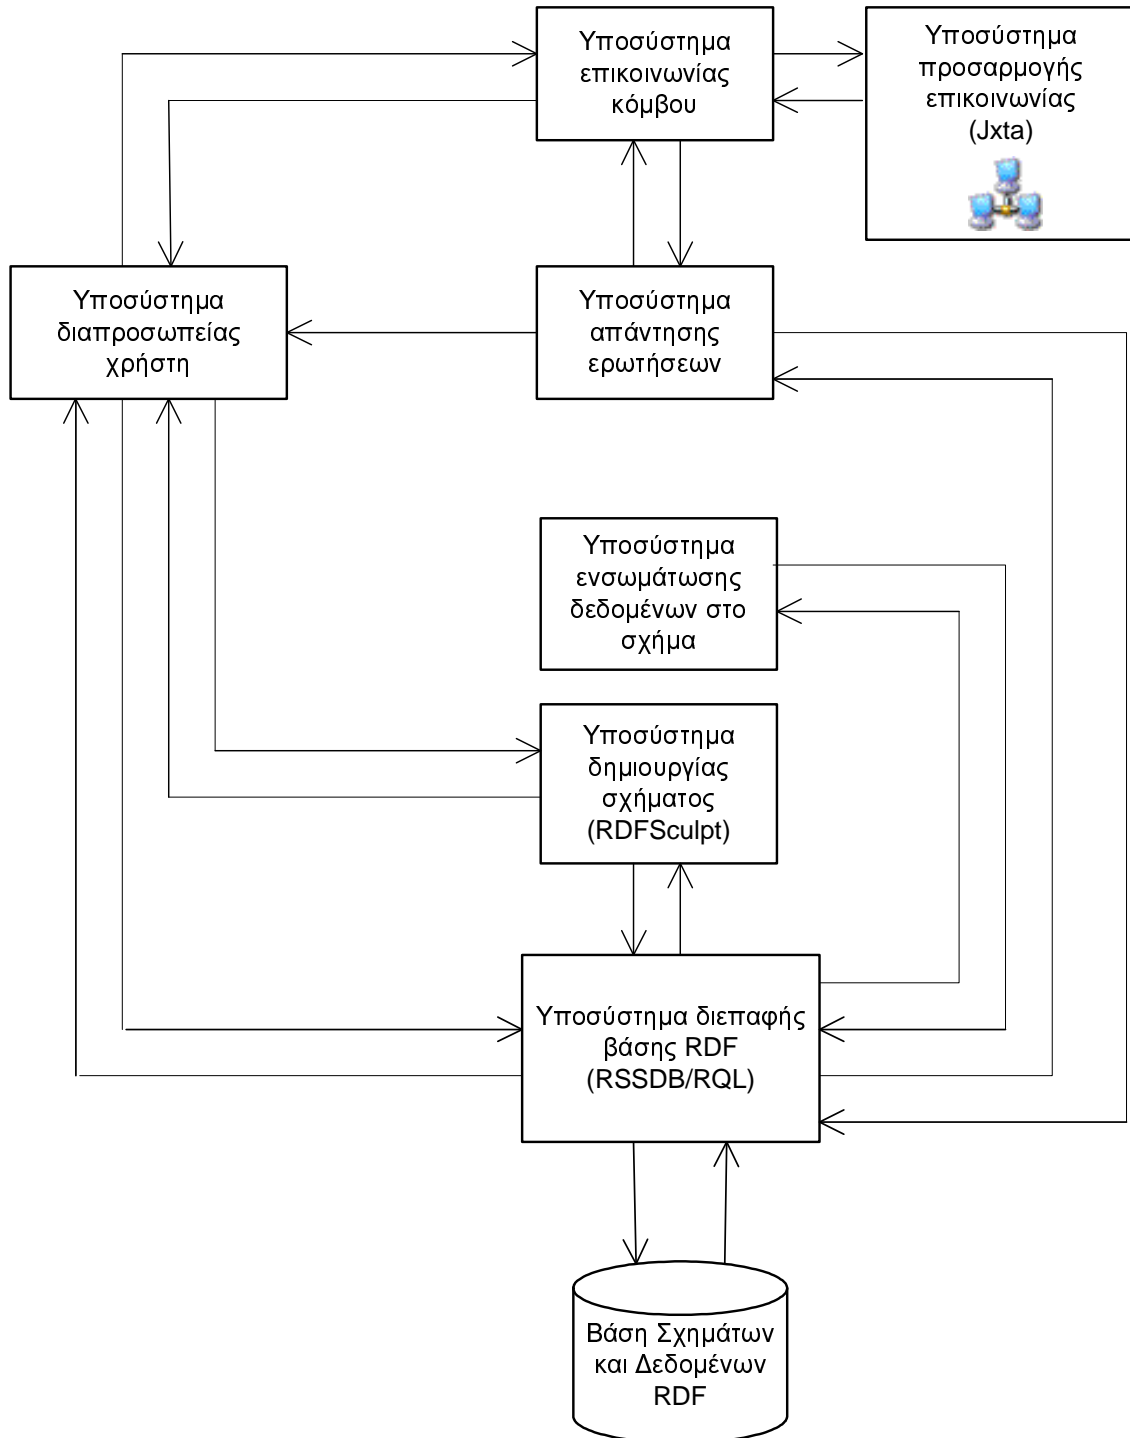 Υποσύστημα
επικοινωνίας
κόμβου
Υποσύστημα
προσαρμογής
επικοινωνίας
(Jxta)
Υποσύστημα
διαπροσωπείας
χρήστη
Υποσύστημα
απάντησης
ερωτήσεων
Υποσύστημα
ενσωμάτωσης
δεδομένων στο
σχήμα
Υποσύστημα
δημιουργίας
σχήματος
(RDFSculpt)
Υποσύστημα διεπαφής
βάσης RDF
(RSSDB/RQL)
Βάση Σχημάτων
και Δεδομένων
RDF